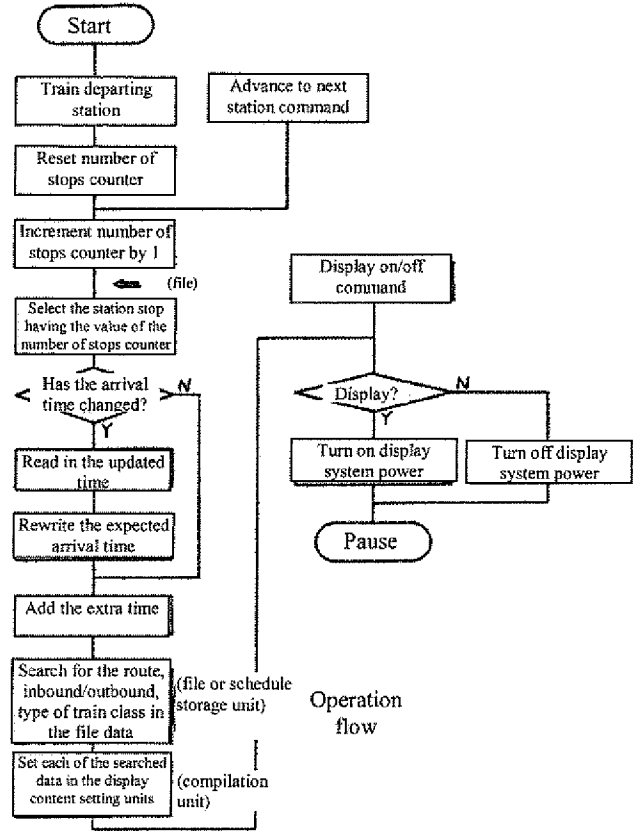 Start
Train departing
station
Advance to next
station command
Reset number of
stops counter
Increment number of
stops counter by 1
(file)
Select the station stop
having the value of the
number of stops counter
Has the arrival
time changed?
N
Y
Read in the updated
time
Rewrite the expected
arrival time
Add the extra time
Search for the route,
inbound/outbound,
type of train class in
the file data
(file or schedule
storage unit)
Set each of the searched
data in the display
content setting units
(compilation
unit)
Display on/off
command
Display?
N
Y
Turn on display
system power
Turn off display
system power
Pause
Operation
flow